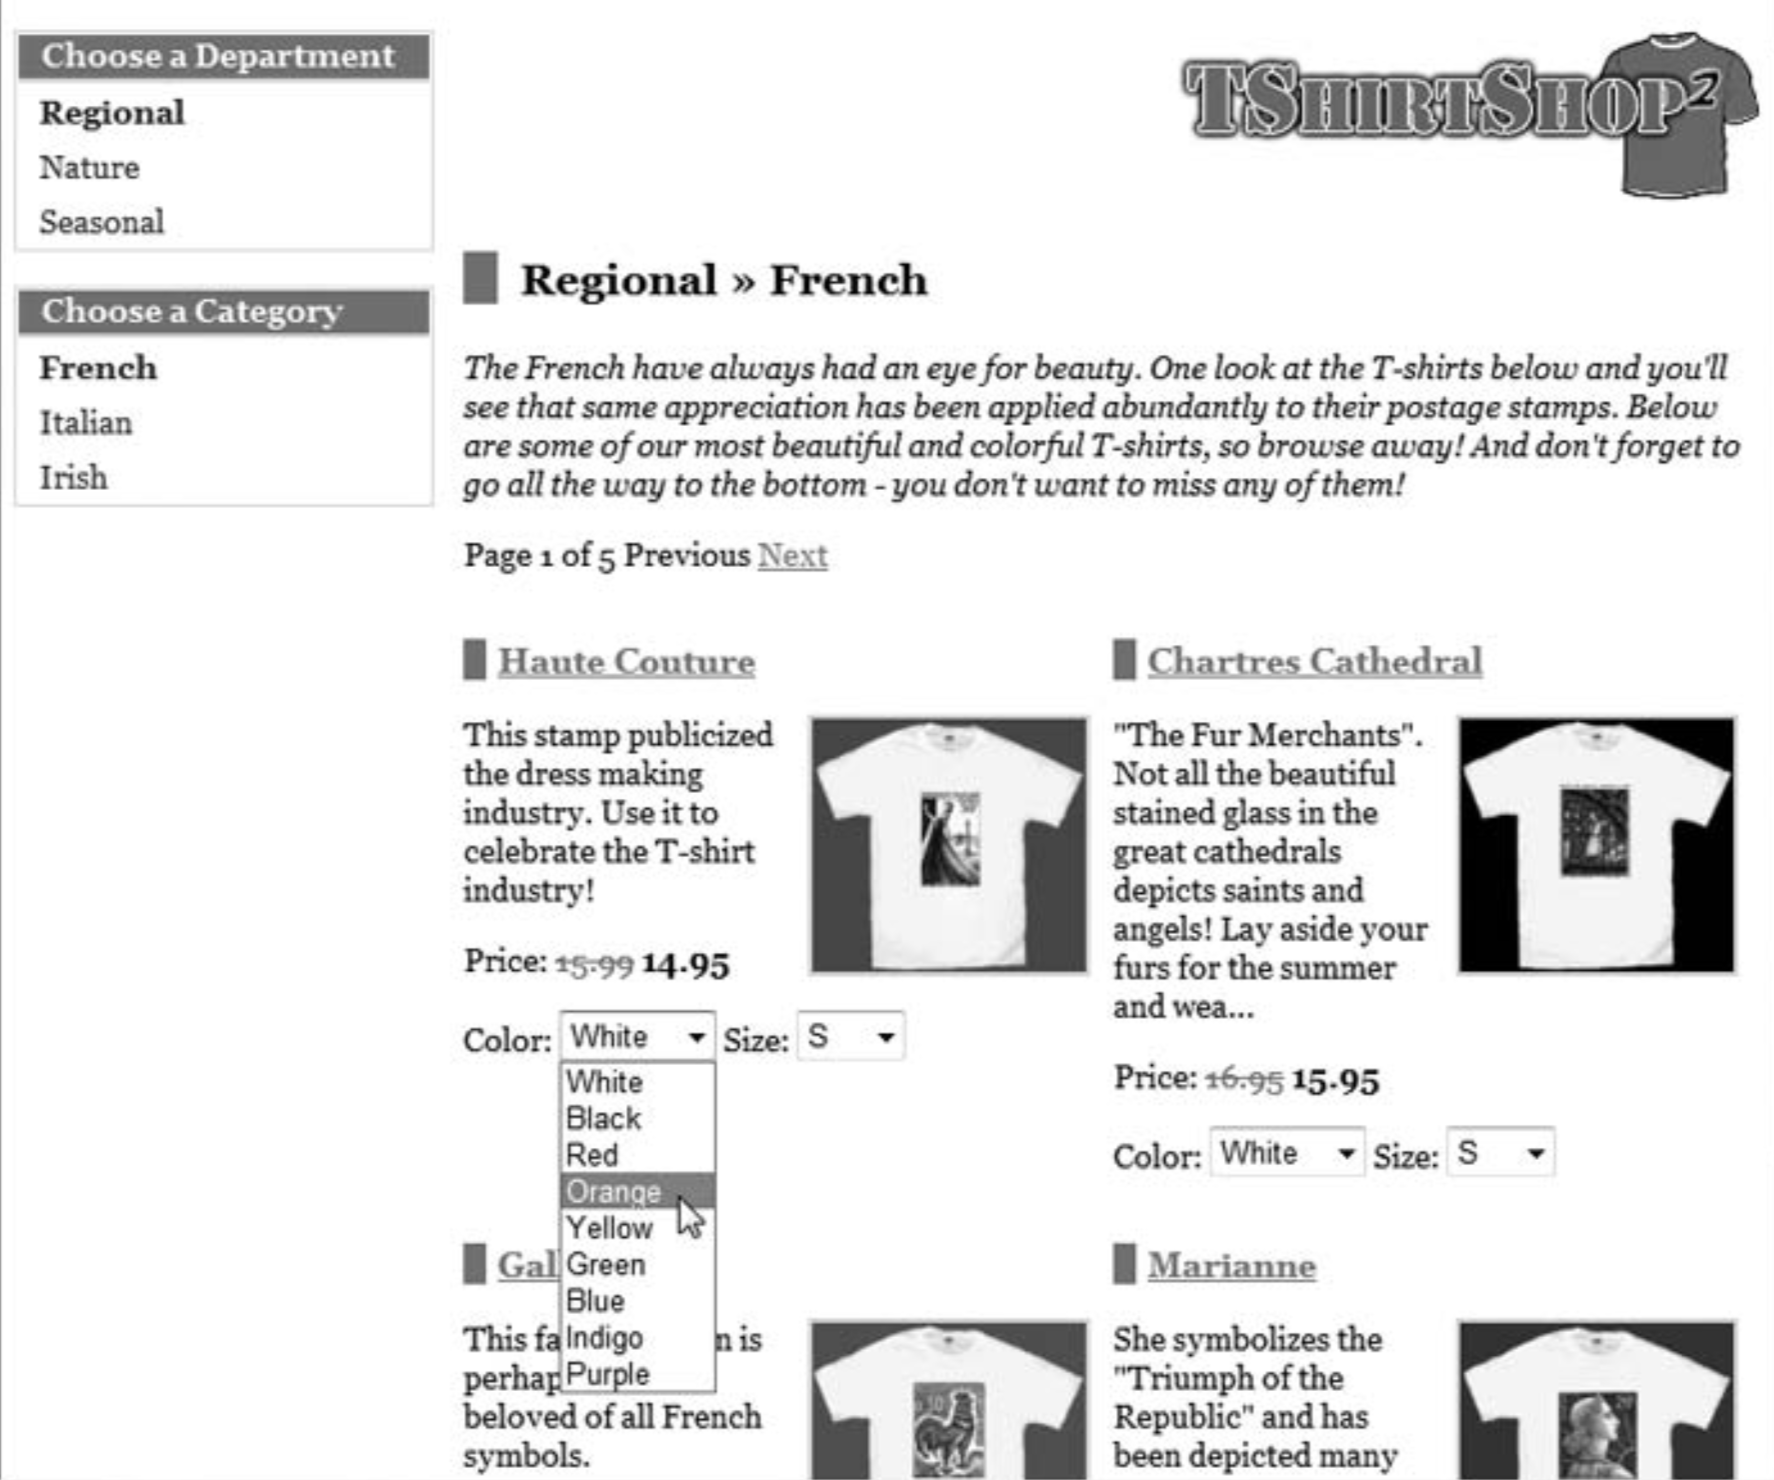 Choose a Department
Regional
Nature
Seasonal
Choose a Category
French
Italian
Irish
TShirtShop²
Regional » French
The French have always had an eye for beauty. One look at the T-shirts below and you'll
see that same appreciation has been applied abundantly to their postage stamps. Below
are some of our most beautiful and colorful T-shirts, so browse away! And don't forget to
go all the way to the bottom - you don't want to miss any of them!
Page 1 of 5 Previous Next
Haute Couture
This stamp publicized
the dress making
industry. Use it to
celebrate the T-shirt
industry!
Price: 15.99 14.95
Color: White Size: S
White
Black
Red
Orange
Yellow
Green
Blue
Indigo
Purple
Chartres Cathedral
"The Fur Merchants".
Not all the beautiful
stained glass in the
great cathedrals
depicts saints and
angels! Lay aside your
furs for the summer
and wea...
Price: 16.95 15.95
Color: White Size: S
Gal
This fa n is
perhap
beloved of all French
symbols.
Marianne
She symbolizes the
"Triumph of the
Republic" and has
been depicted many